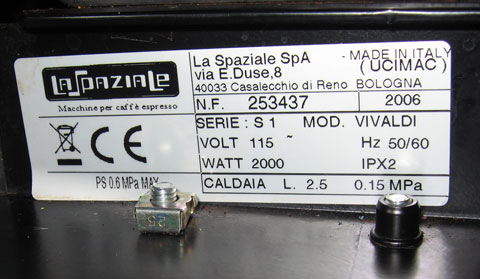 LASPAZIALE
Macchine per caffè espresso
La Spaziale SpA - MADE IN ITALY
via E.Duse,8 (UCIMAC)
40033 Casalecchio di Reno BOLOGNA
N.F. 253437 2006
SERIE: S 1 MOD. VIVALDI
VOLT 115 ~ Hz 50/60
WATT 2000 IPX2
CALDAIA L. 2.5 0.15 MPa
CE
PS 0.6 MPa MAX
25